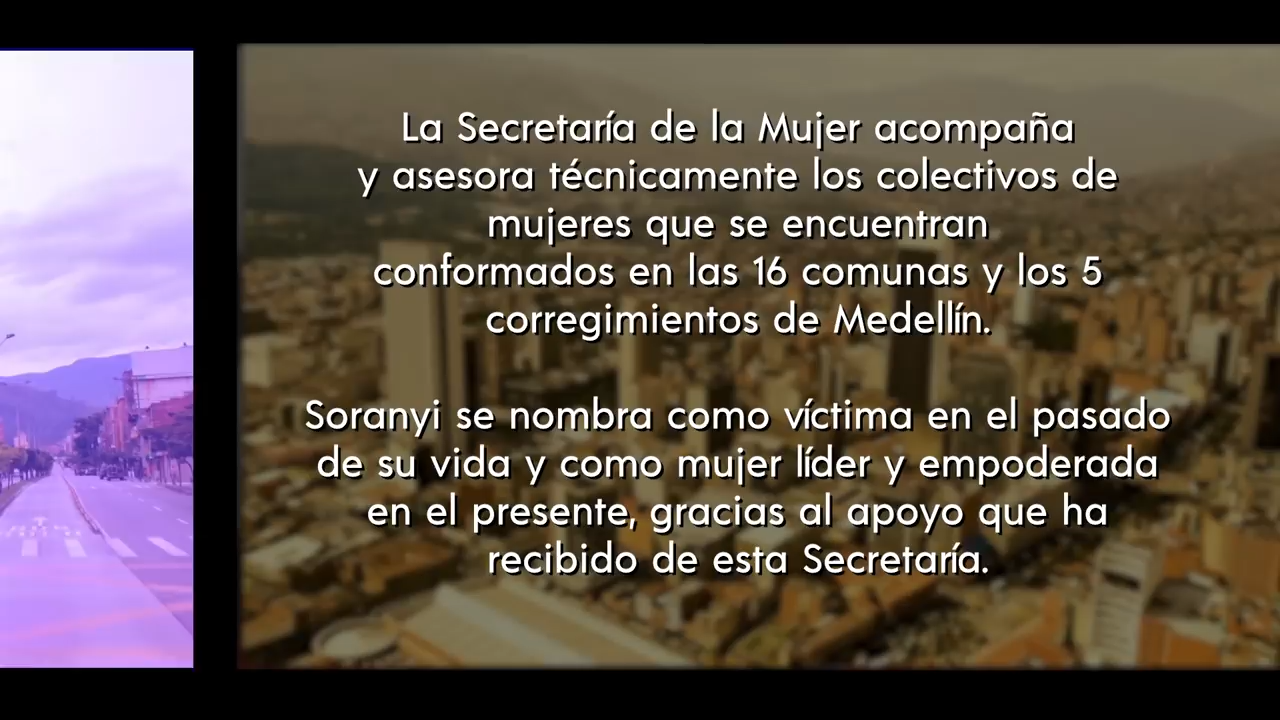 La Secretaría de la Mujer acompaña
y asesora técnicamente los colectivos de
mujeres que se encuentran
conformados en las 16 comunas y los 5
corregimientos de Medellín.
Soranyi se nombra como víctima en el pasado
de su vida y como mujer líder y empoderada
en el presente, gracias al apoyo que ha
recibido de esta Secretaría.